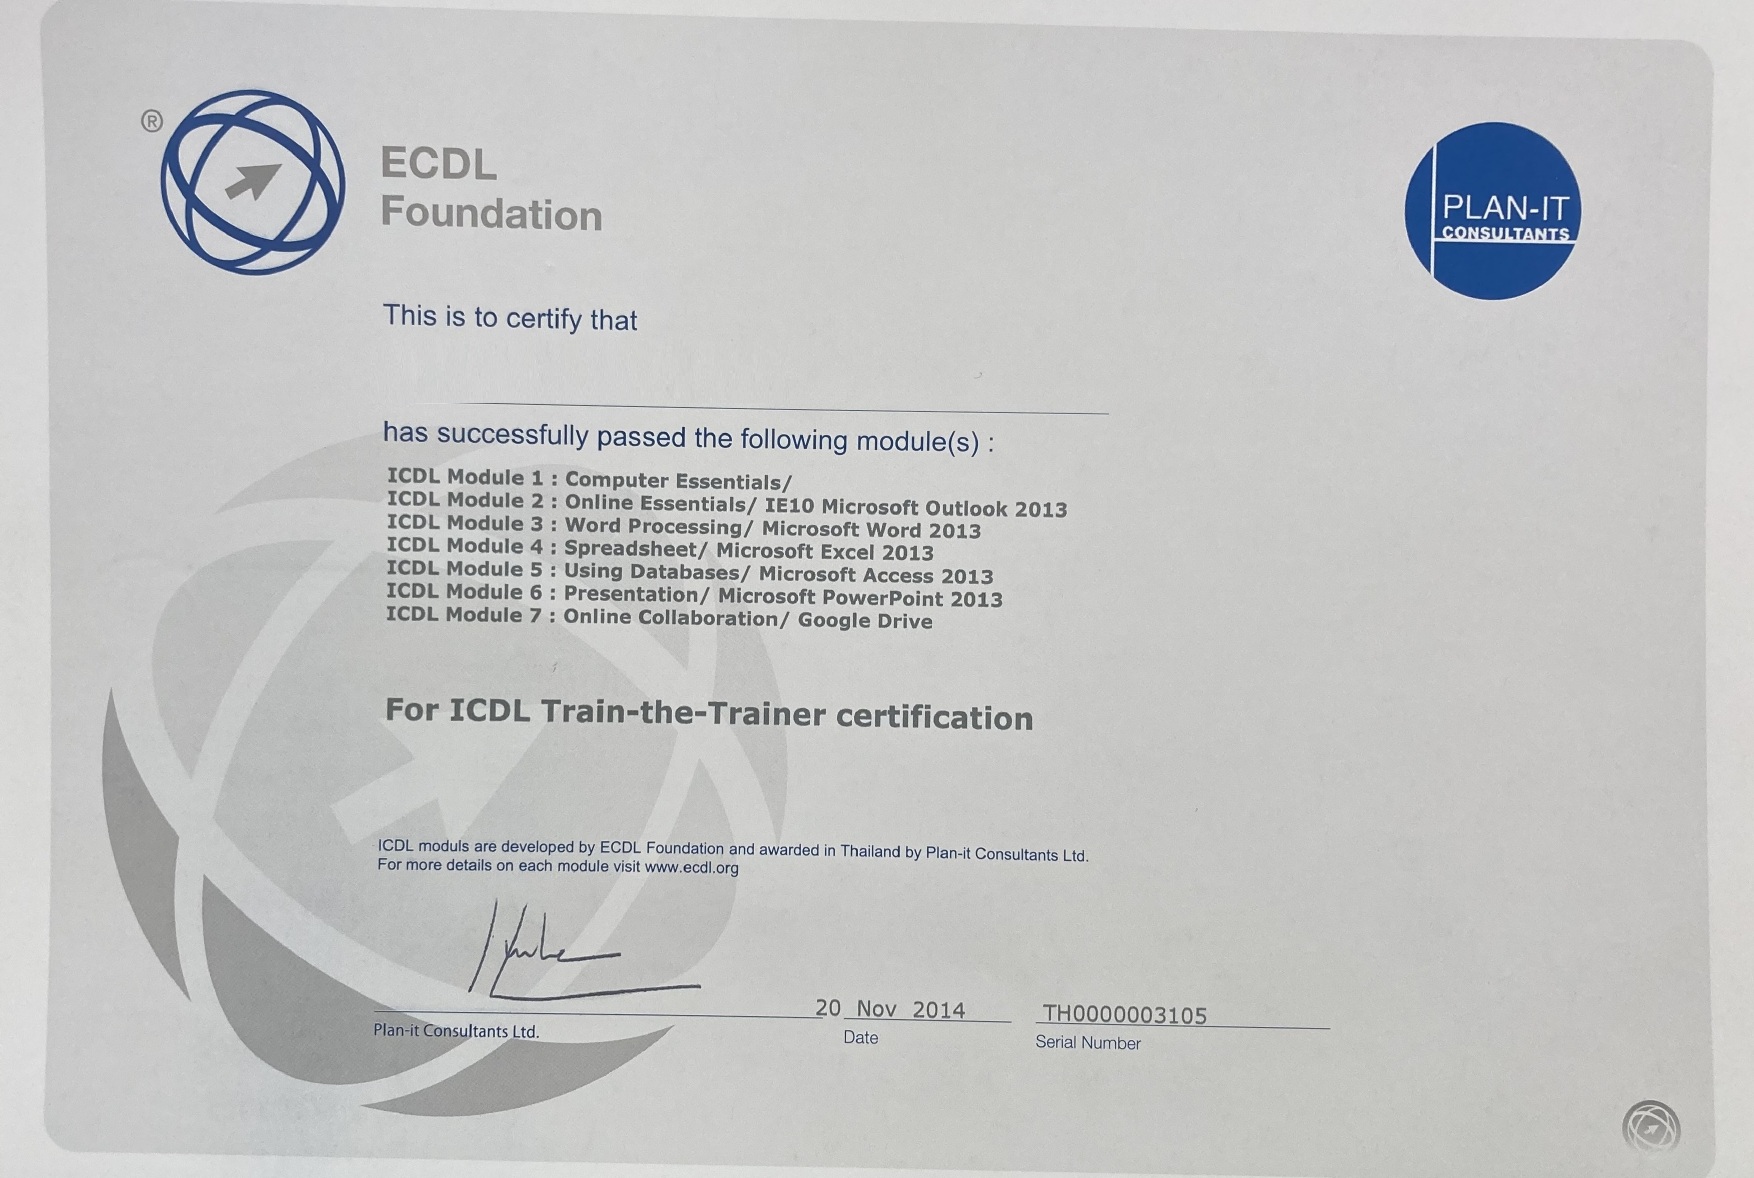 ®
ECDL
Foundation
PLAN-IT
CONSULTANTS
This is to certify that
has successfully passed the following module(s) :
ICDL Module 1 : Computer Essentials/
ICDL Module 2 : Online Essentials/ IE10 Microsoft Outlook 2013
ICDL Module 3 : Word Processing/ Microsoft Word 2013
ICDL Module 4 : Spreadsheet/ Microsoft Excel 2013
ICDL Module 5 : Using Databases/ Microsoft Access 2013
ICDL Module 6 : Presentation/ Microsoft PowerPoint 2013
ICDL Module 7 : Online Collaboration/ Google Drive
For ICDL Train-the-Trainer certification
ICDL moduls are developed by ECDL Foundation and awarded in Thailand by Plan-it Consultants Ltd.
For more details on each module visit www.ecdl.org
20 Nov 2014
TH0000003105
Plan-it Consultants Ltd.
Date
Serial Number